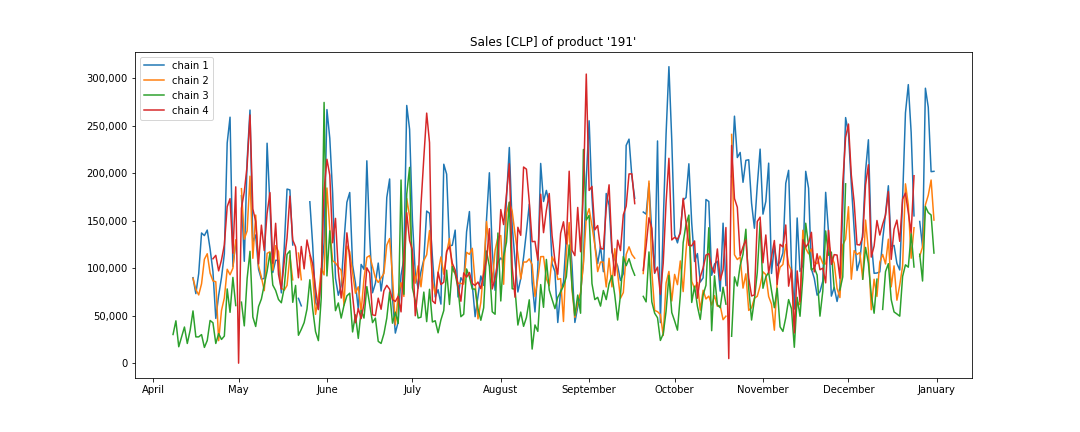 Sales [CLP] of product '191'
chain 1
chain 2
chain 3
chain 4
300,000
250,000
200,000
150,000
100,000
50,000
0
April May June July August September October November December January